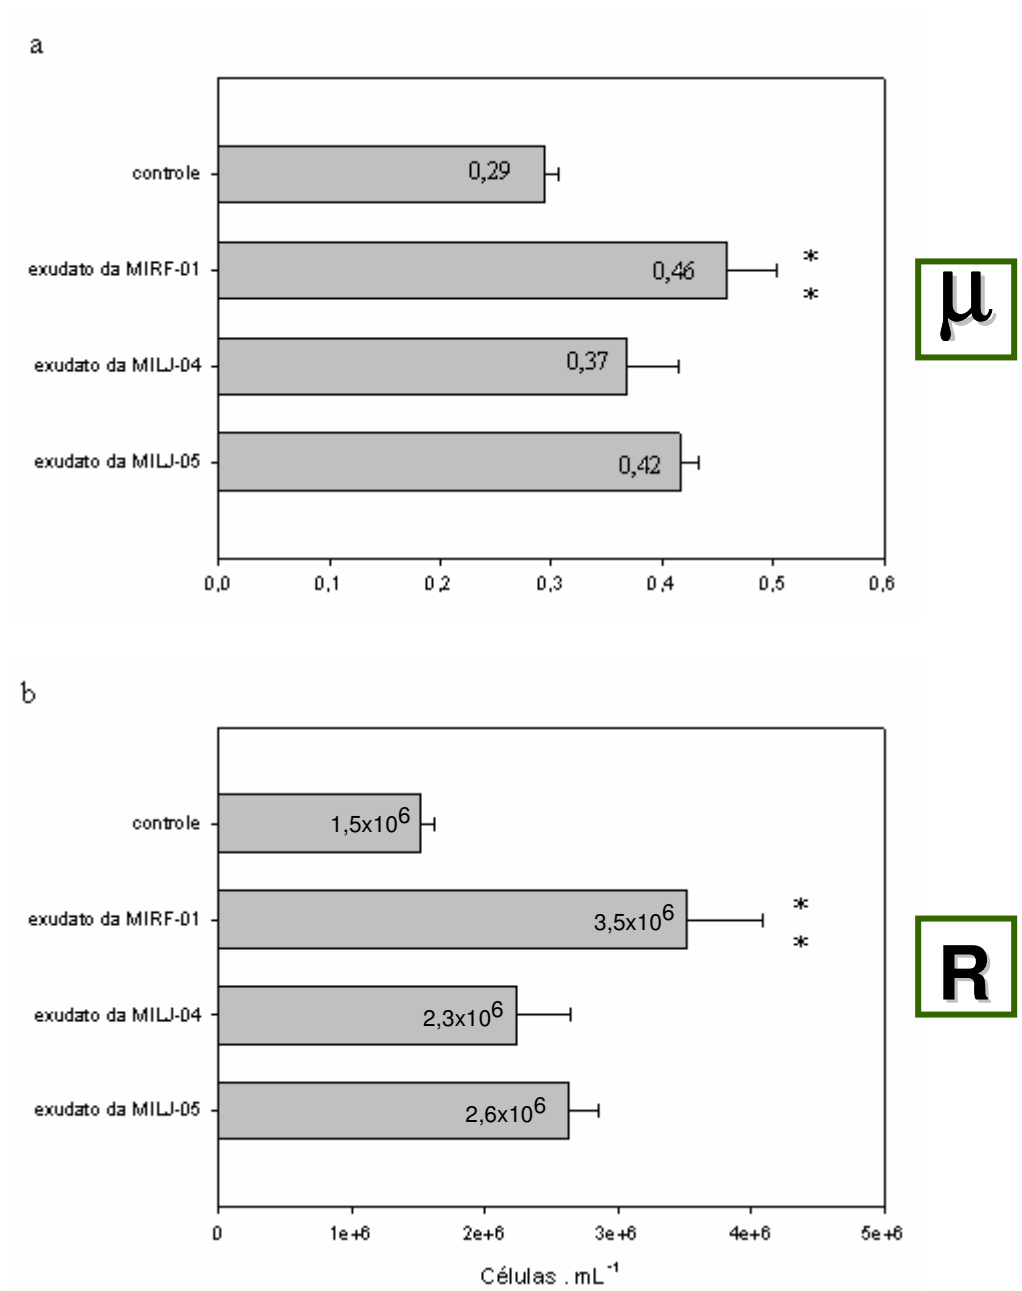 a
controle
0,29
exudato da MIRF-01
0,46
*
*
µ
exudato da MILJ-04
0,37
exudato da MILJ-05
0,42
0,0 0,1 0,2 0,3 0,4 0,5 0,6
b
controle
1,5x10⁶
exudato da MIRF-01
3,5x10⁶
*
*
R
exudato da MILJ-04
2,3x10⁶
exudato da MILJ-05
2,6x10⁶
0 1e+6 2e+6 3e+6 4e+6 5e+6
Células . mL⁻¹